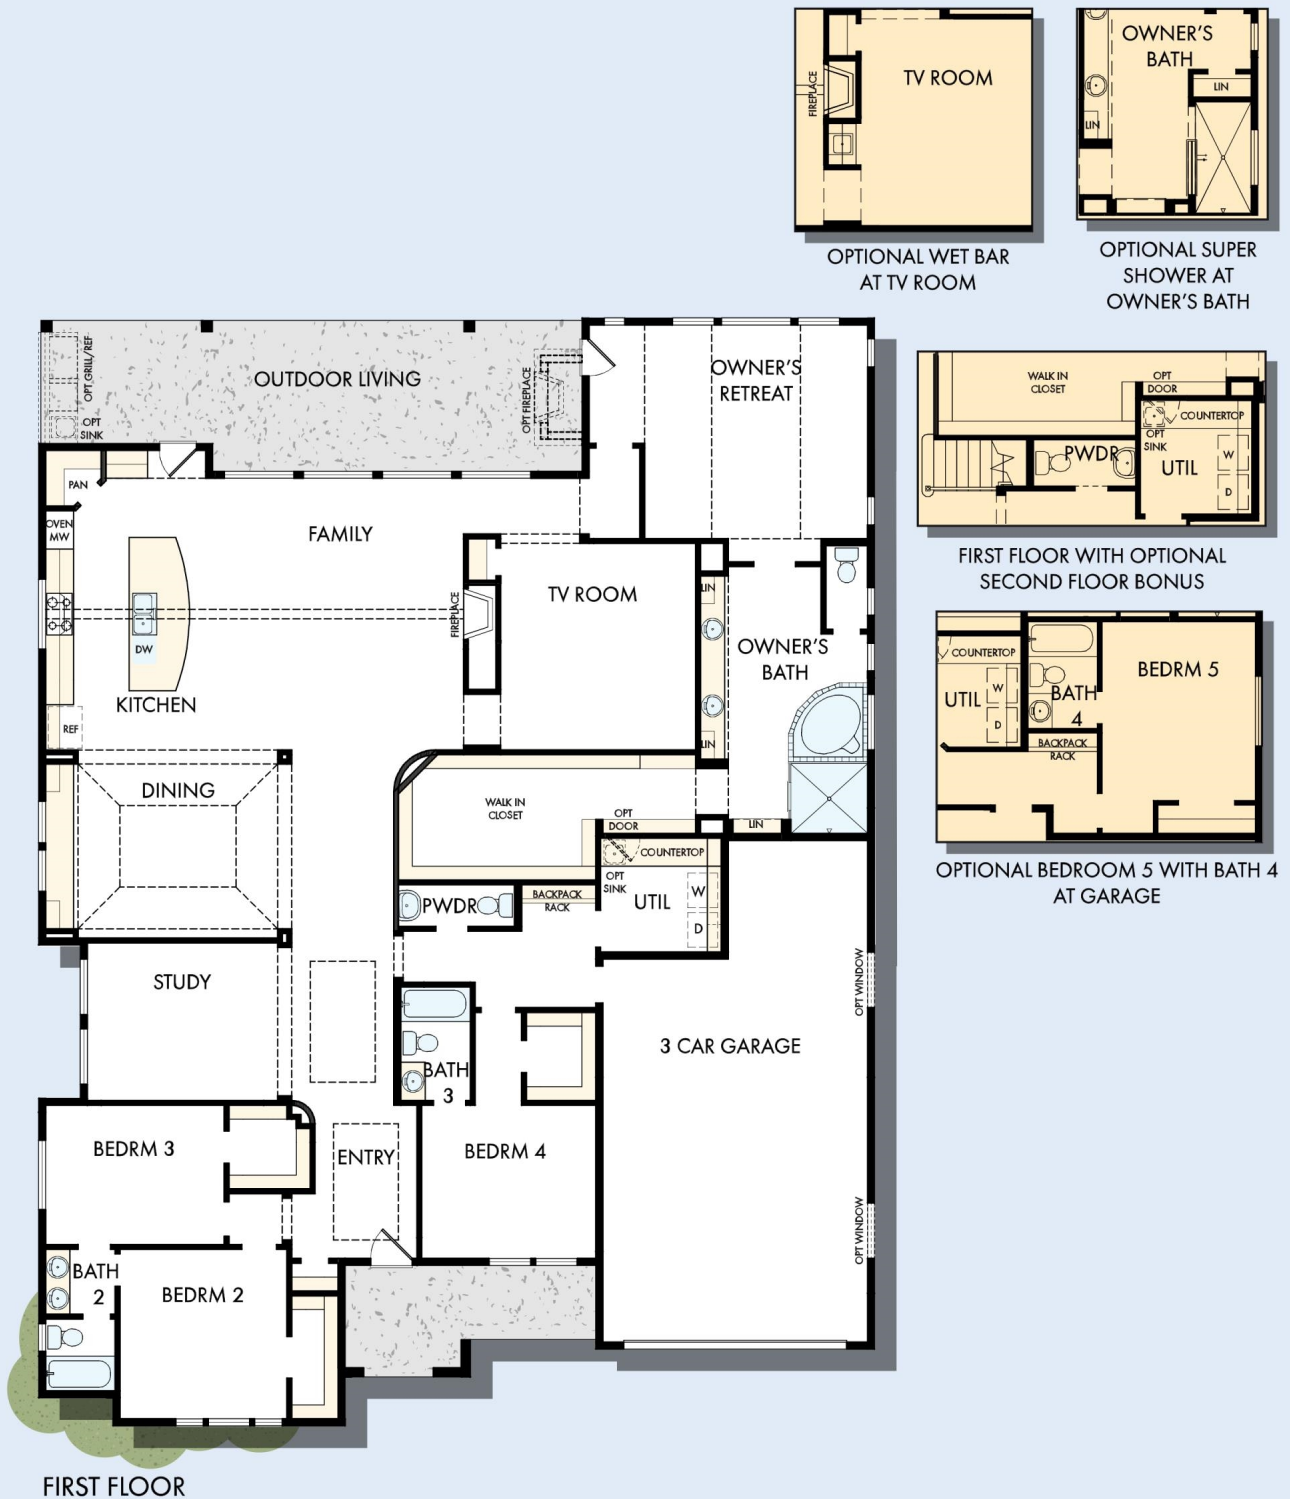 FIREPLACE
TV ROOM
OPTIONAL WET BAR
AT TV ROOM
OWNER'S
BATH
LIN
LIN
OPTIONAL SUPER
SHOWER AT
OWNER'S BATH
OPT GRILL/REF
OPT
SINK
OUTDOOR LIVING
OPT FIREPLACE
OWNER'S
RETREAT
WALK IN
CLOSET
OPT
DOOR
COUNTERTOP
OPT
SINK
PWDR
UTIL
W
D
FIRST FLOOR WITH OPTIONAL
SECOND FLOOR BONUS
PAN
OVEN
MW
FAMILY
FIREPLACE
TV ROOM
DW
KITCHEN
REF
LIN
OWNER'S
BATH
LIN
COUNTERTOP
UTIL
W
D
BATH
4
BACKPACK
RACK
BEDRM 5
OPTIONAL BEDROOM 5 WITH BATH 4
AT GARAGE
DINING
WALK IN
CLOSET
OPT
DOOR
LIN
COUNTERTOP
OPT
SINK
UTIL
W
D
PWDR
BACKPACK
RACK
STUDY
OPT WINDOW
3 CAR GARAGE
BATH
3
BEDRM 3
ENTRY
BEDRM 4
OPT WINDOW
BATH
2
BEDRM 2
FIRST FLOOR